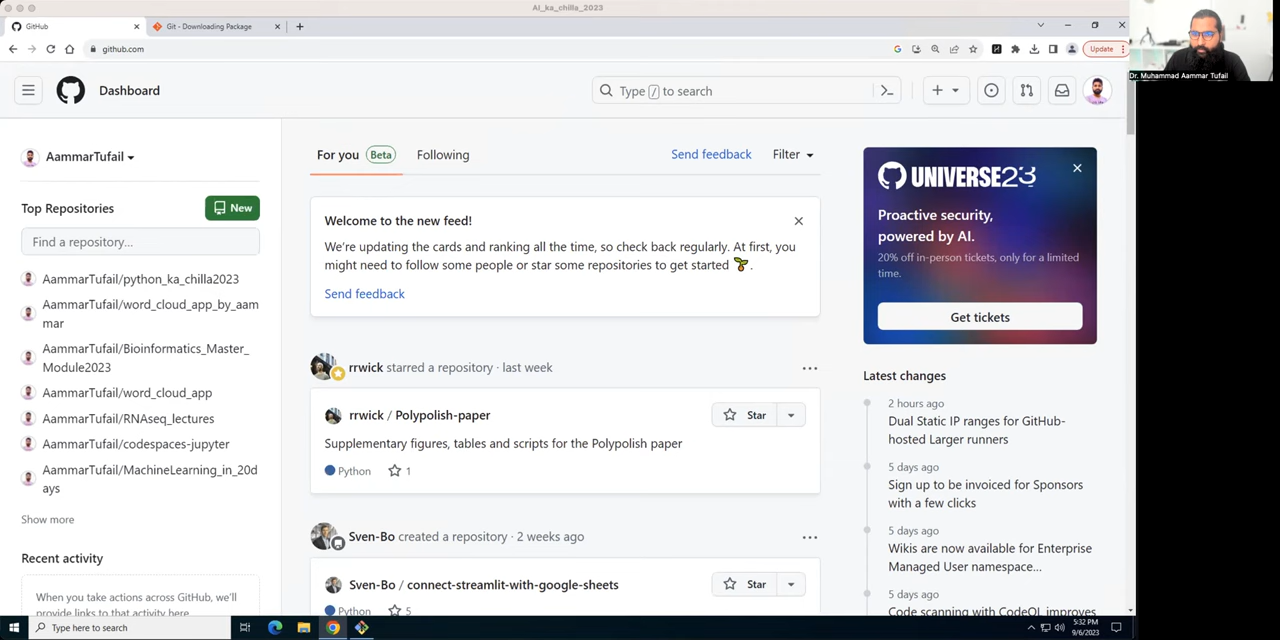 AI_ka_chilla_2023
GitHub
Git - Downloading Package
github.com
Update
Dr. Muhammad Aammar Tufail
Dashboard
Type / to search
AammarTufail
For you Beta
Following
Send feedback
Filter
Top Repositories
New
Find a repository...
AammarTufail/python_ka_chilla2023
AammarTufail/word_cloud_app_by_aam
mar
AammarTufail/Bioinformatics_Master_
Module2023
AammarTufail/word_cloud_app
AammarTufail/RNAseq_lectures
AammarTufail/codespaces-jupyter
AammarTufail/MachineLearning_in_20d
ays
Show more
Recent activity
When you take actions across GitHub, we'll
provide links to that activity here
Welcome to the new feed!
We're updating the cards and ranking all the time, so check back regularly. At first, you
might need to follow some people or star some repositories to get started 🌱.
Send feedback
rrwick starred a repository · last week
rrwick / Polypolish-paper
Star
Supplementary figures, tables and scripts for the Polypolish paper
Python 1
Sven-Bo created a repository · 2 weeks ago
Sven-Bo / connect-streamlit-with-google-sheets
Star
Python 5
UNIVERSE23
Proactive security,
powered by AI.
20% off in-person tickets, only for a limited
time.
Get tickets
Latest changes
2 hours ago
Dual Static IP ranges for GitHub-
hosted Larger runners
5 days ago
Sign up to be invoiced for Sponsors
with a few clicks
5 days ago
Wikis are now available for Enterprise
Managed User namespace...
5 days ago
Code scanning with CodeQL improves
Type here to search
5:32 PM
9/6/2023